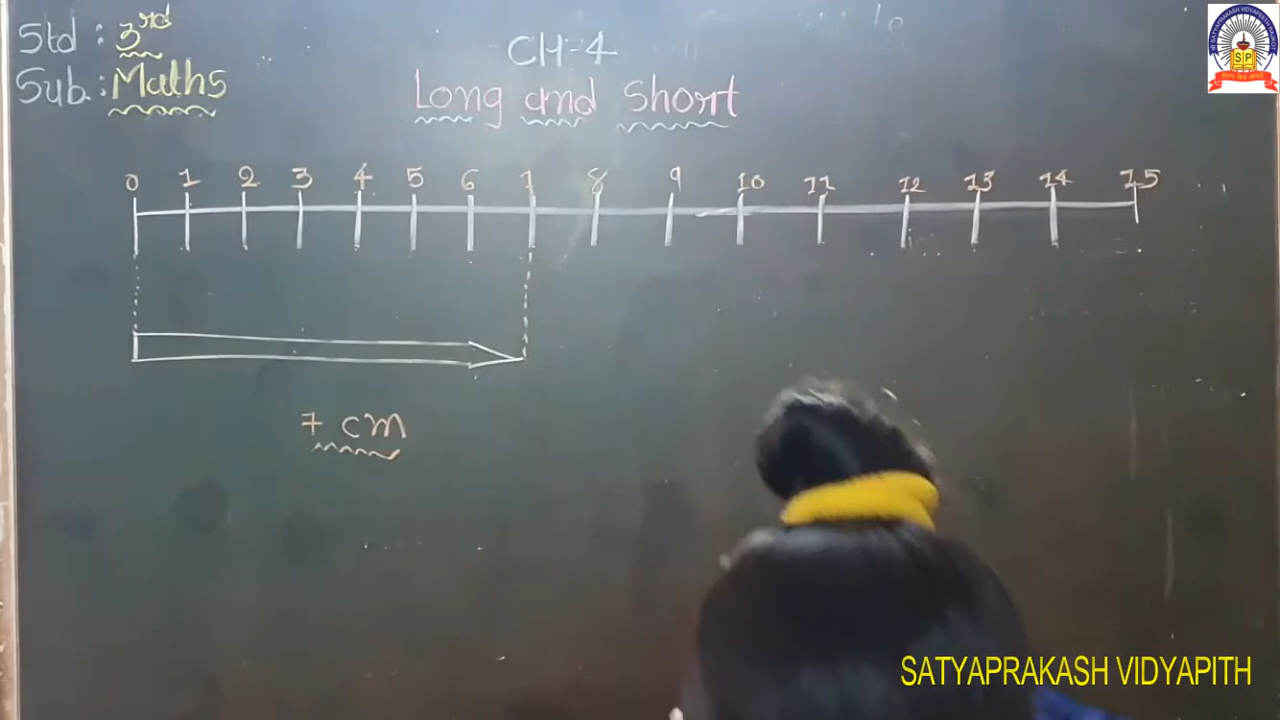 Std : 3rd
Sub. : Maths
CH-4
Long and Short
0 1 2 3 4 5 6 7 8 9 10 11 12 13 14 15
7 cm
SP
SATYAPRAKASH VIDYAPITH